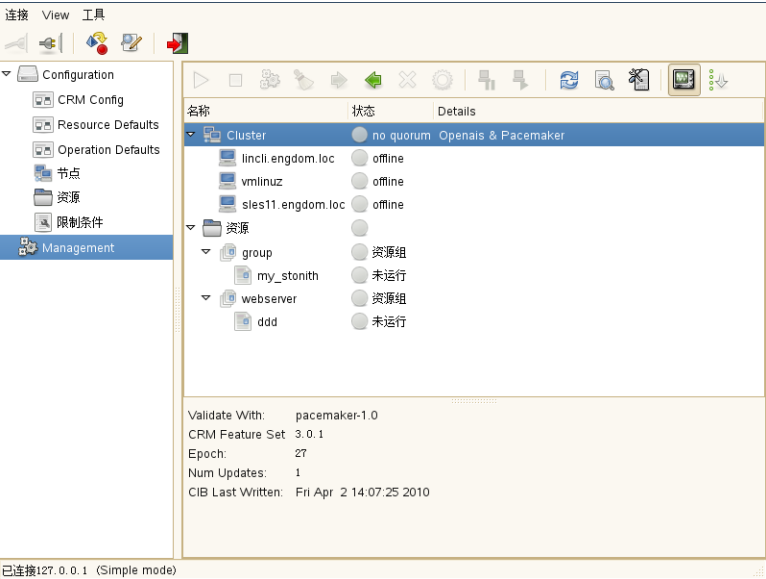 连接 View 工具
Configuration
CRM Config
Resource Defaults
Operation Defaults
节点
资源
限制条件
Management
名称 状态 Details
Cluster no quorum Openais & Pacemaker
lincli.engdom.loc offline
vmlinuz offline
sles11.engdom.loc offline
资源
group 资源组
my_stonith 未运行
webserver 资源组
ddd 未运行
Validate With: pacemaker-1.0
CRM Feature Set 3.0.1
Epoch: 27
Num Updates: 1
CIB Last Written: Fri Apr 2 14:07:25 2010
已连接127.0.0.1 (Simple mode)